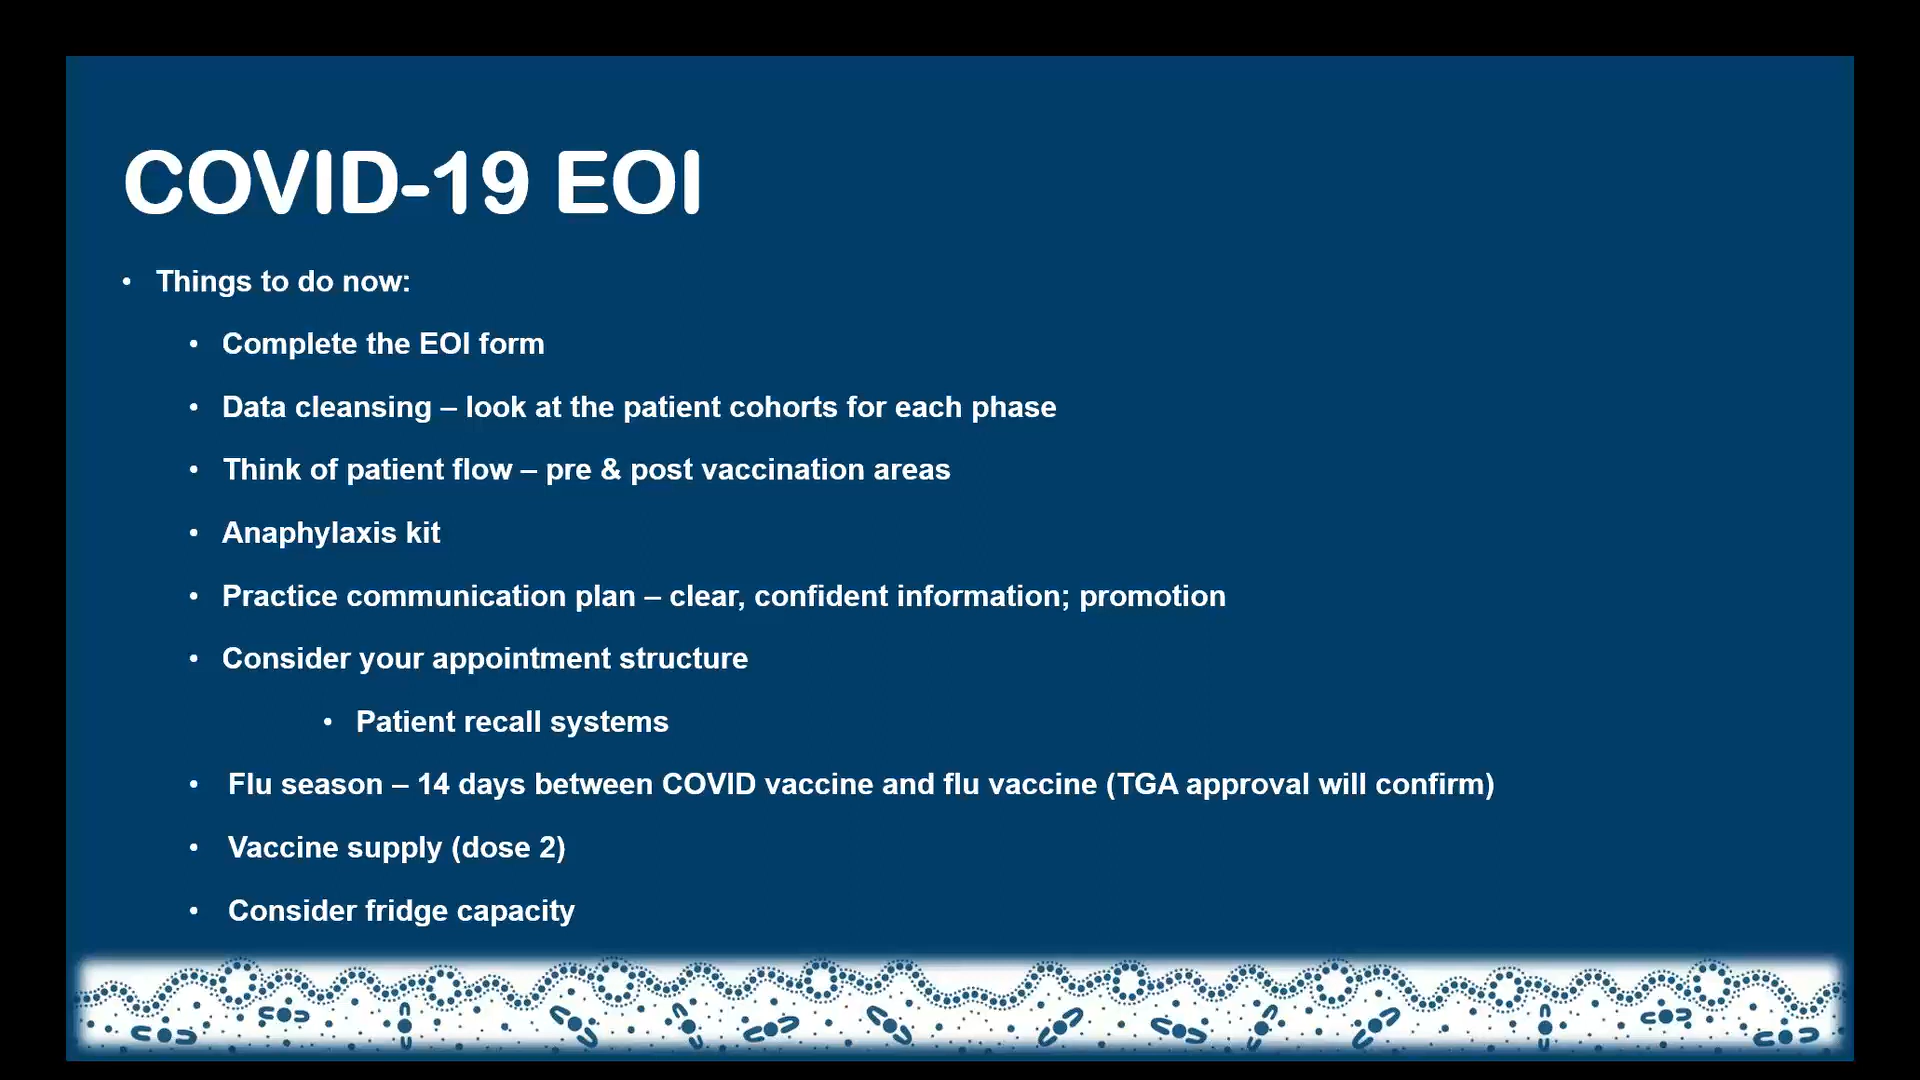 COVID-19 EOI
• Things to do now:
• Complete the EOI form
• Data cleansing – look at the patient cohorts for each phase
• Think of patient flow – pre & post vaccination areas
• Anaphylaxis kit
• Practice communication plan – clear, confident information; promotion
• Consider your appointment structure
• Patient recall systems
• Flu season – 14 days between COVID vaccine and flu vaccine (TGA approval will confirm)
• Vaccine supply (dose 2)
• Consider fridge capacity